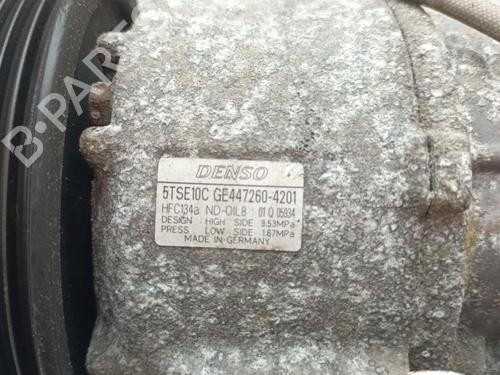 B-PARTS
DENSO
5TSE10C GE447260-4201
HFC134a ND-OIL8 01 Q 05934
DESIGN HIGH SIDE 3.53MPa
PRESS LOW SIDE 1.67MPa
MADE IN GERMANY